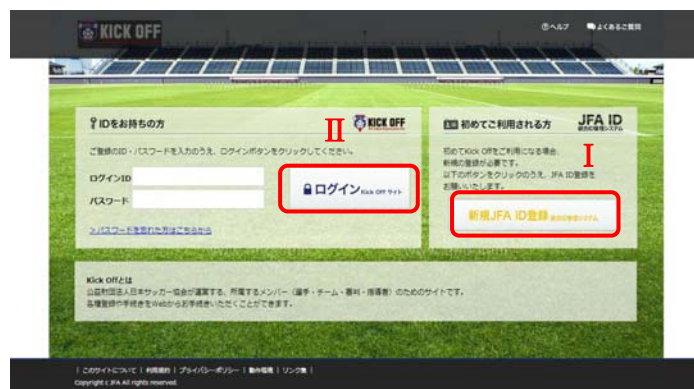 KICK OFF
ヘルプ よくあるご質問
IDをお持ちの方
II
KICK OFF
ご登録のID・パスワードを入力のうえ、ログインボタンをクリックしてください。
ログインID
パスワード
ログイン Kick Off サイト
>パスワードを忘れた方はこちらから
初めてご利用される方
JFA ID
I
初めてKick Offをご利用になる場合、
新規の登録が必要です。
以下のボタンをクリックのうえ、JFA ID登録を
お願いいたします。
新規JFA ID登録
Kick Offとは
公益財団法人日本サッカー協会が運営する、所属するメンバー（選手・チーム・審判・指導者）のためのサイトです。
各種登録や手続きをWebからお手続きいただくことができます。
| このサイトについて | 利用規約 | プライバシーポリシー | 動作環境 | リンク集 |
Copyright c JFA All rights reserved.